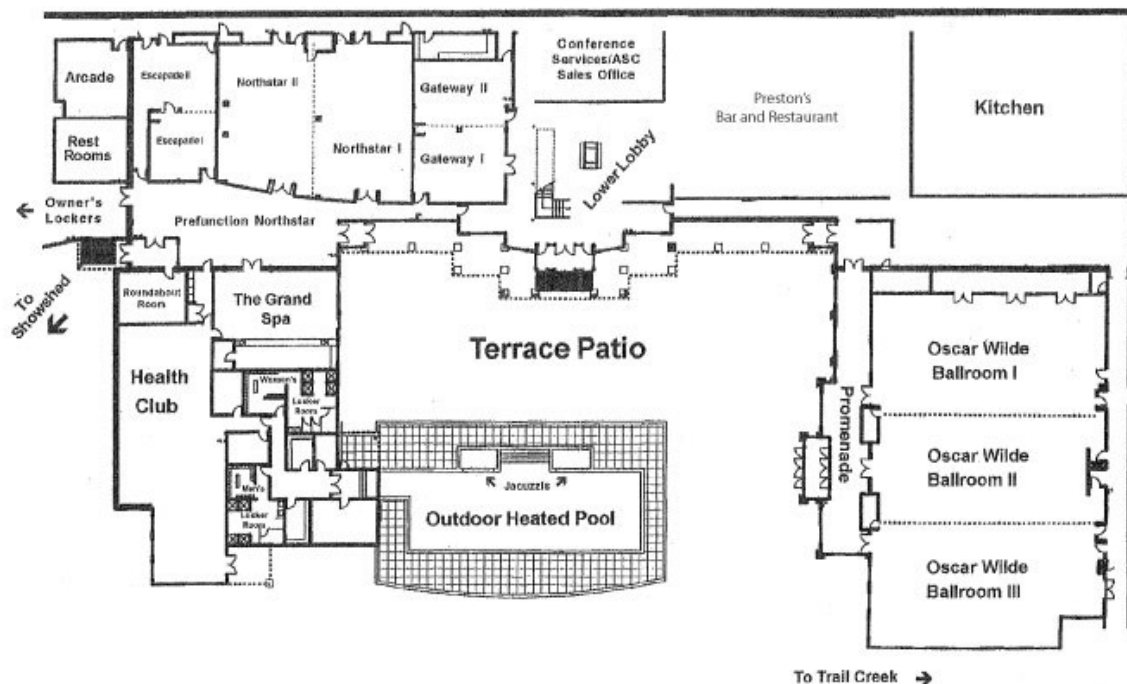 Conference
Services/ASC
Sales Office
Arcade
Escapade II
Northstar II
Gateway II
Preston's
Bar and Restaurant
Kitchen
Rest
Rooms
Escapade I
Northstar I
Gateway I
Lower Lobby
Owner's
Lockers
Prefunction Northstar
To
Showshed
Roundabout
Room
The Grand
Spa
Terrace Patio
Oscar Wilde
Ballroom I
Health
Club
Women's
Locker
Room
Promenade
Oscar Wilde
Ballroom II
Men's
Locker
Room
Jacuzzis
Outdoor Heated Pool
Oscar Wilde
Ballroom III
To Trail Creek